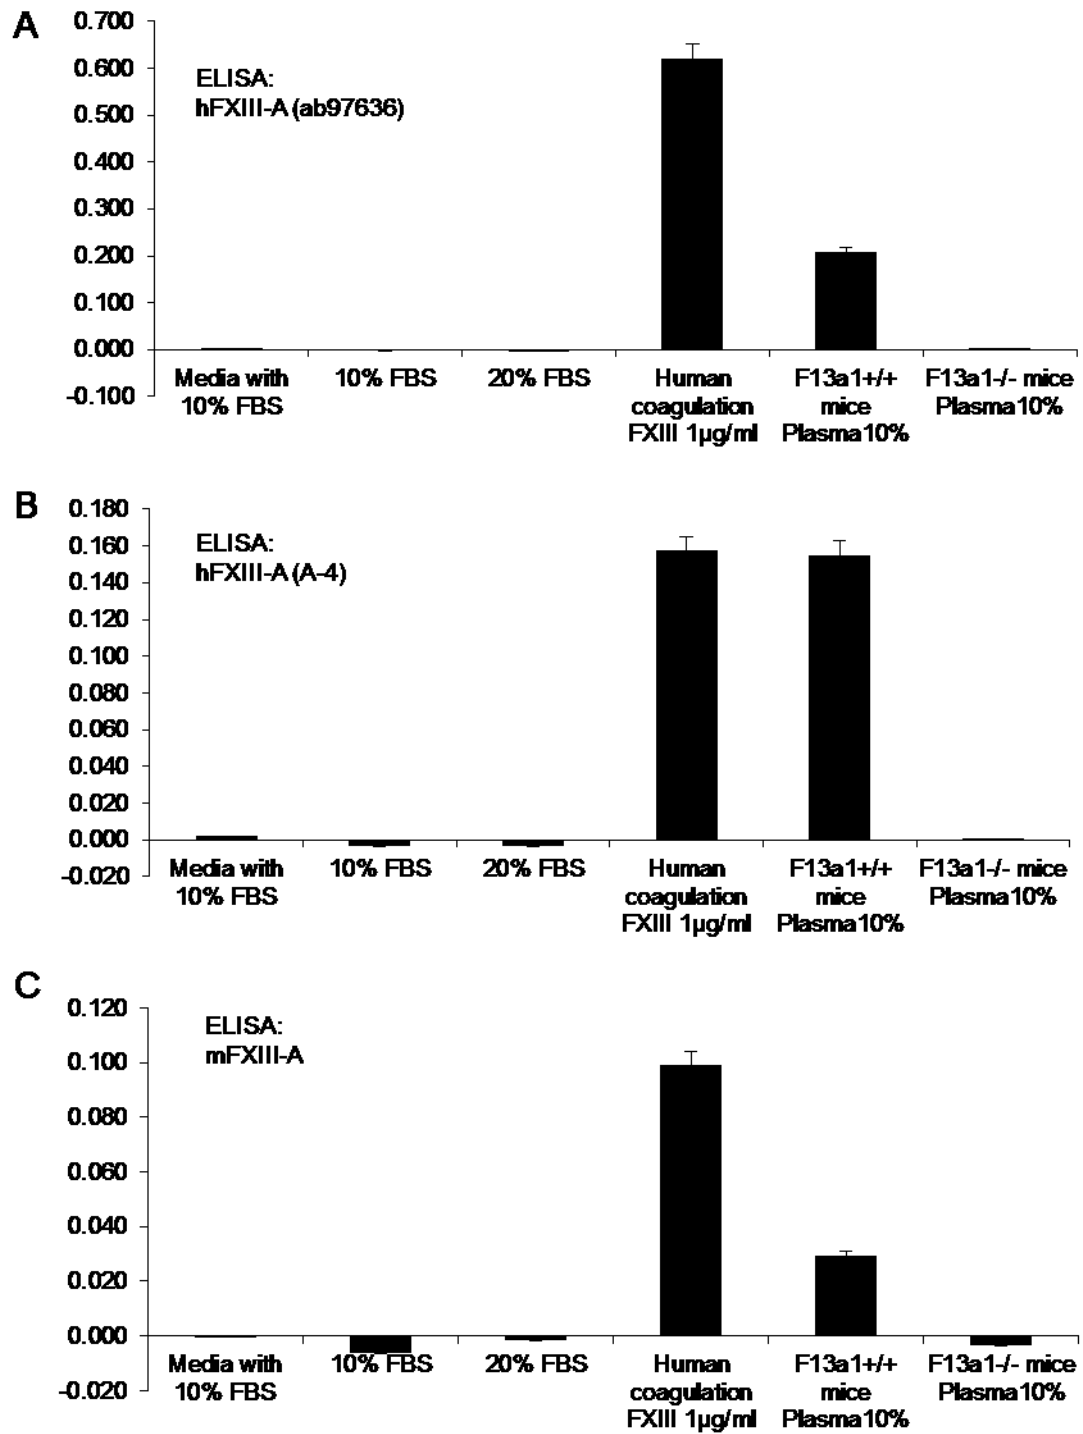 A
0.700
0.600
0.500
0.400
0.300
0.200
0.100
0.000
-0.100
ELISA:
hFXIII-A (ab97636)
Media with
10% FBS
10% FBS
20% FBS
Human
coagulation
FXIII 1µg/ml
F13a1+/+
mice
Plasma10%
F13a1-/- mice
Plasma10%
B
0.180
0.160
0.140
0.120
0.100
0.080
0.060
0.040
0.020
0.000
-0.020
ELISA:
hFXIII-A (A-4)
Media with
10% FBS
10% FBS
20% FBS
Human
coagulation
FXIII 1µg/ml
F13a1+/+
mice
Plasma10%
F13a1-/- mice
Plasma10%
C
0.120
0.100
0.080
0.060
0.040
0.020
0.000
-0.020
ELISA:
mFXIII-A
Media with
10% FBS
10% FBS
20% FBS
Human
coagulation
FXIII 1µg/ml
F13a1+/+
mice
Plasma10%
F13a1-/- mice
Plasma10%